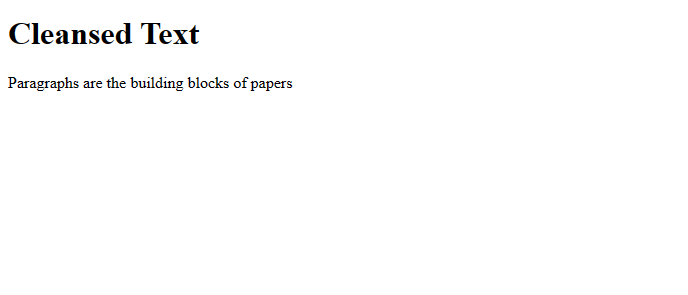 Cleansed Text
Paragraphs are the building blocks of papers